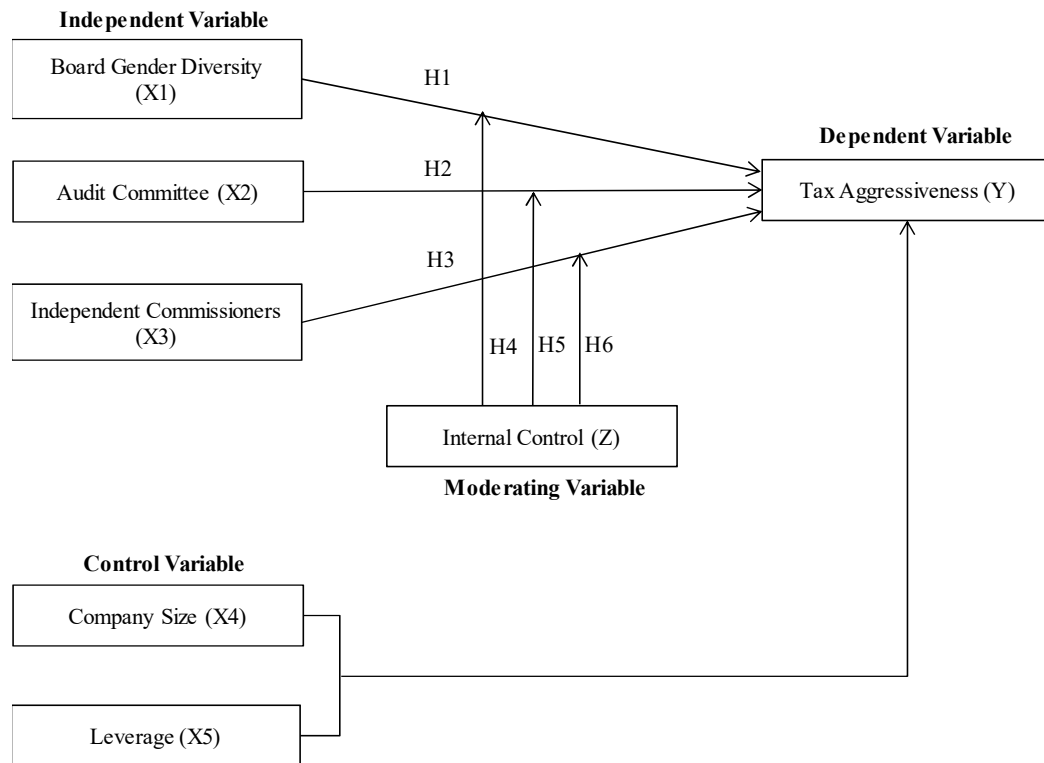 Independent Variable
Board Gender Diversity
(X1)
H1
Dependent Variable
Audit Committee (X2)
H2
Tax Aggressiveness (Y)
H3
Independent Commissioners
(X3)
H4
H5
H6
Internal Control (Z)
Moderating Variable
Control Variable
Company Size (X4)
Leverage (X5)